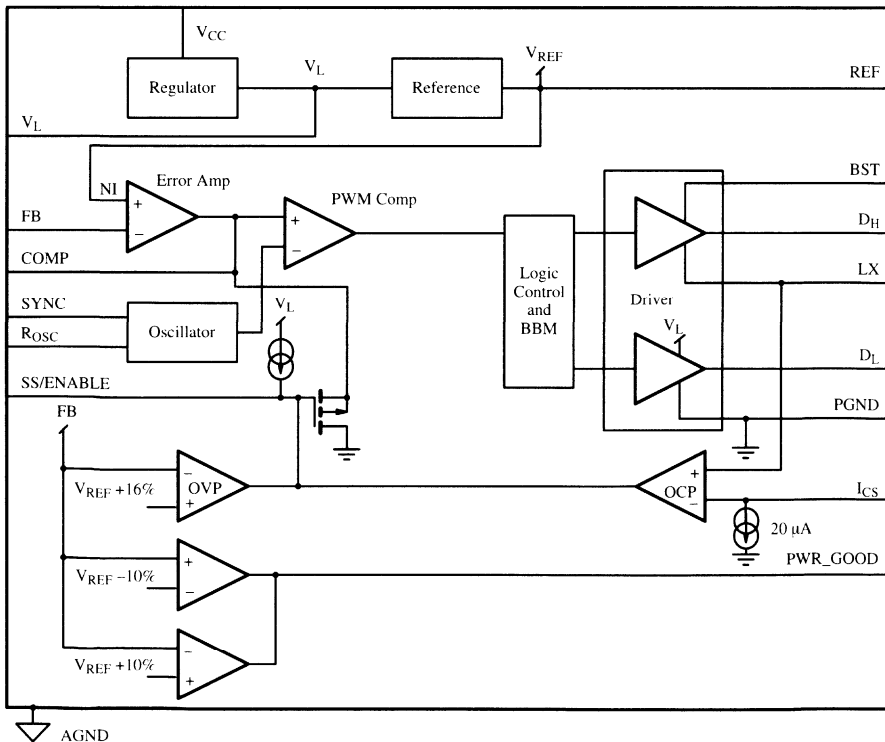 V_CC
V_L
V_REF
REF
Regulator
Reference
V_L
Error Amp
NI
+
−
PWM Comp
+
−
BST
FB
D_H
COMP
LX
Logic
Control
and
BBM
Driver
SYNC
R_OSC
Oscillator
V_L
V_L
D_L
SS/ENABLE
PGND
FB
−
+
OVP
V_REF +16%
+
−
OCP
I_CS
20 μA
+
−
V_REF −10%
PWR_GOOD
−
+
V_REF +10%
AGND